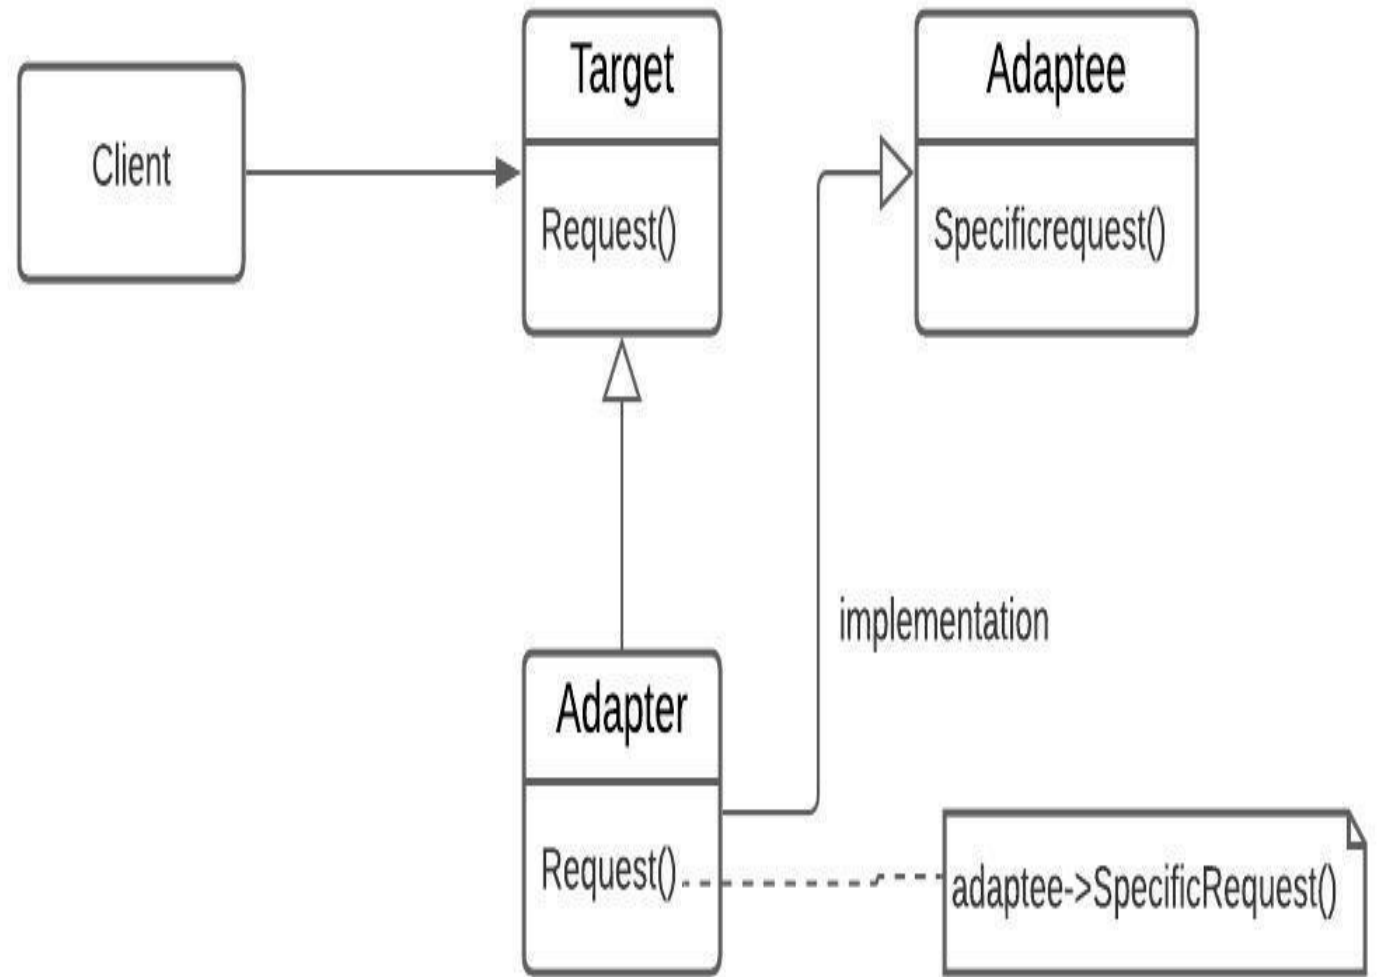 Target
Adaptee
Client
Request()
Specificrequest()
implementation
Adapter
Request()
adaptee->SpecificRequest()